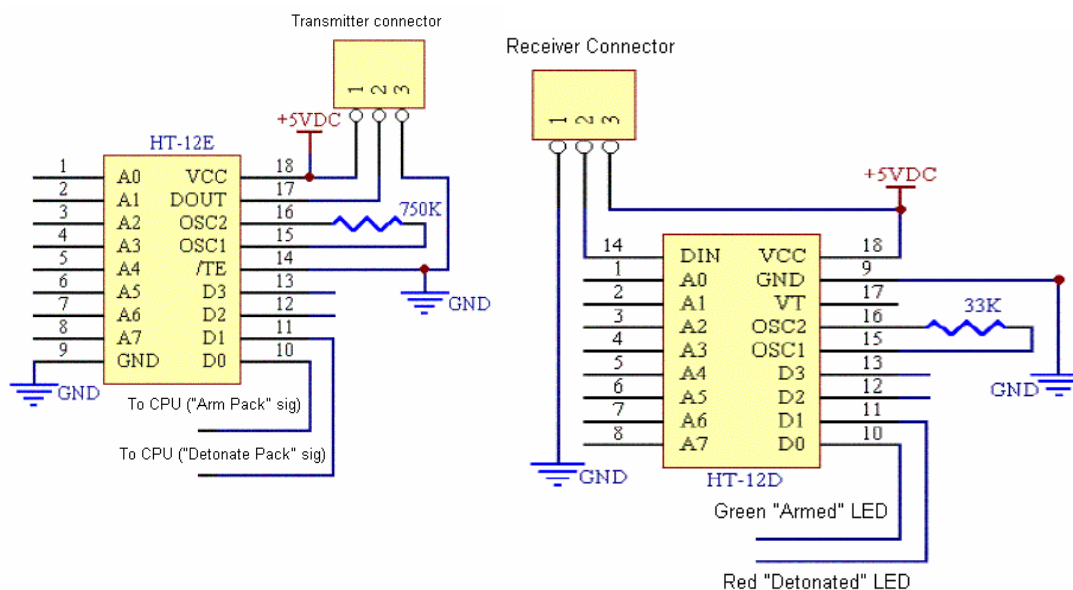 Transmitter connector
1 2 3
+5VDC
HT-12E
1 A0 VCC 18
2 A1 DOUT 17
3 A2 OSC2 16
750K
4 A3 OSC1 15
5 A4 /TE 14
6 A5 D3 13
7 A6 D2 12
8 A7 D1 11
9 GND D0 10
GND
GND
To CPU ("Arm Pack" sig)
To CPU ("Detonate Pack" sig)
Receiver Connector
1 2 3
+5VDC
14 DIN VCC 18
1 A0 GND 9
2 A1 VT 17
3 A2 OSC2 16
33K
4 A3 OSC1 15
5 A4 D3 13
6 A5 D2 12
7 A6 D1 11
8 A7 D0 10
GND
GND
HT-12D
Green "Armed" LED
Red "Detonated" LED